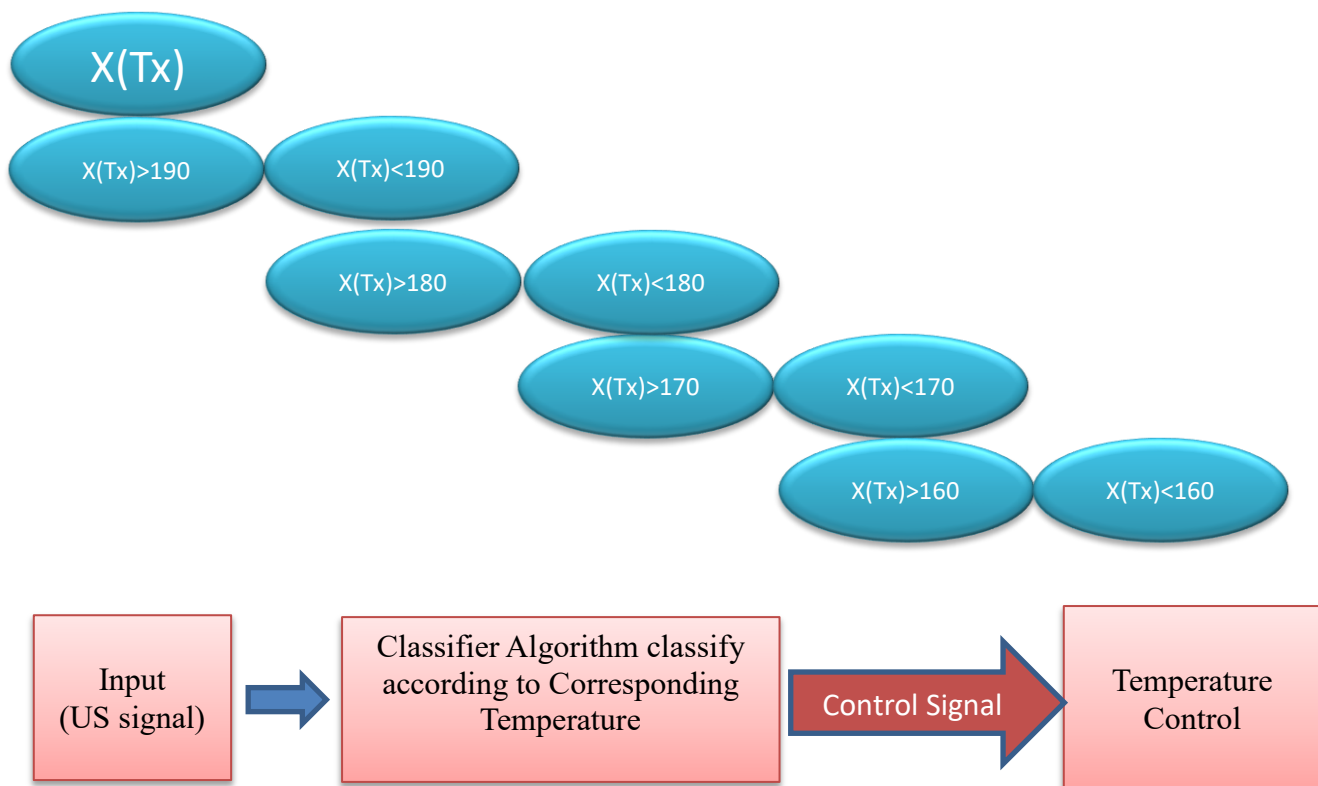 X(Tx)
X(Tx)>190
X(Tx)<190
X(Tx)>180
X(Tx)<180
X(Tx)>170
X(Tx)<170
X(Tx)>160
X(Tx)<160
Input
(US signal)
Classifier Algorithm classify
according to Corresponding
Temperature
Control Signal
Temperature
Control